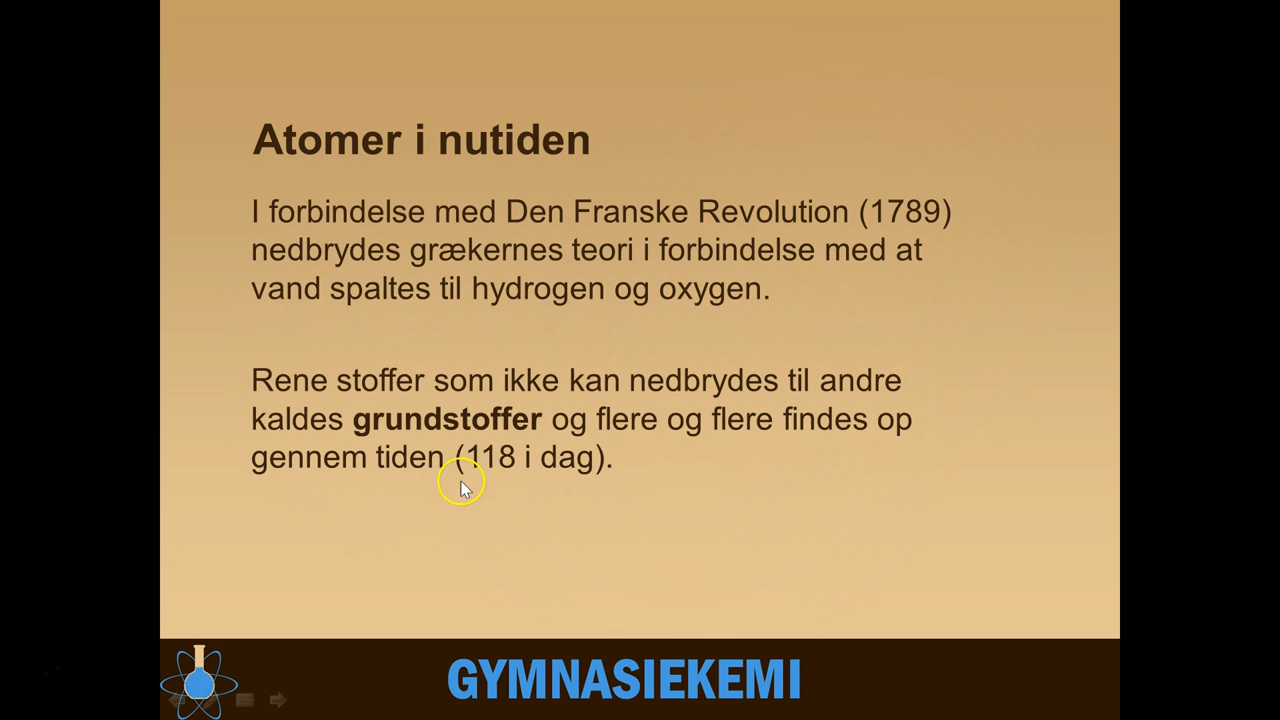 Atomer i nutiden
I forbindelse med Den Franske Revolution (1789)
nedbrydes grækernes teori i forbindelse med at
vand spaltes til hydrogen og oxygen.
Rene stoffer som ikke kan nedbrydes til andre
kaldes grundstoffer og flere og flere findes op
gennem tiden (118 i dag).
GYMNASIEKEMI